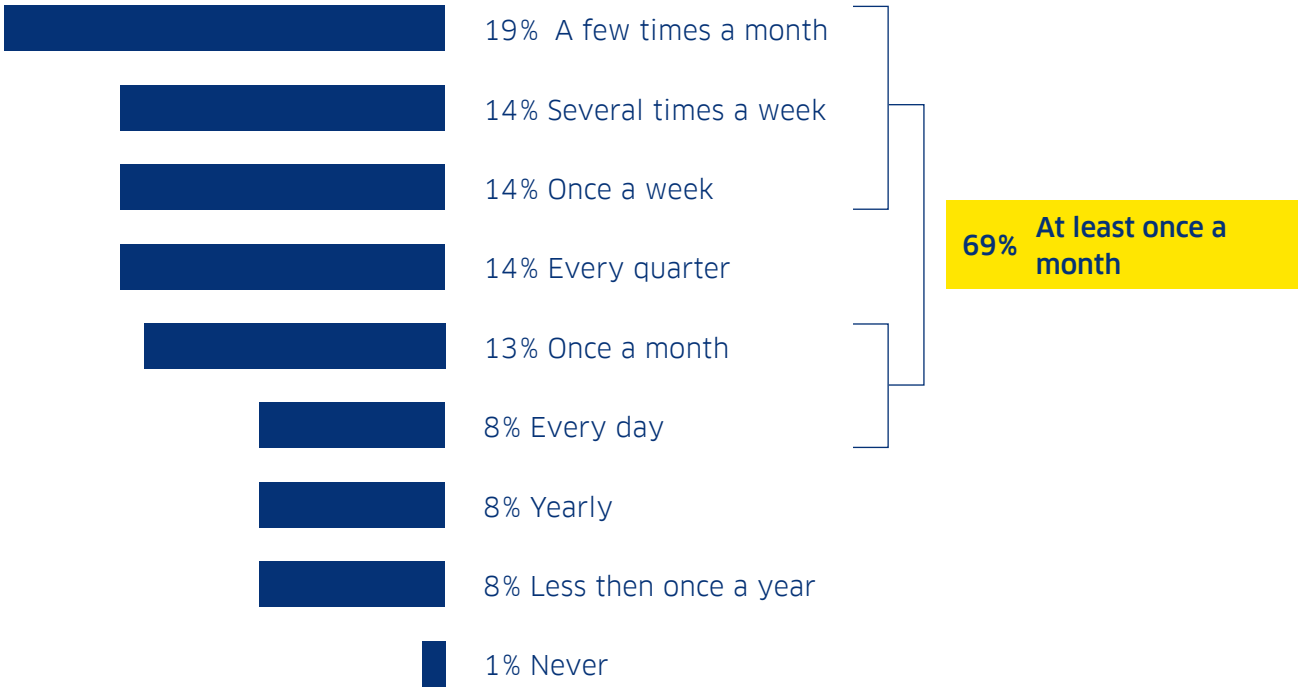 19% A few times a month
14% Several times a week
14% Once a week
14% Every quarter
13% Once a month
8% Every day
8% Yearly
8% Less then once a year
1% Never
69% At least once a
month